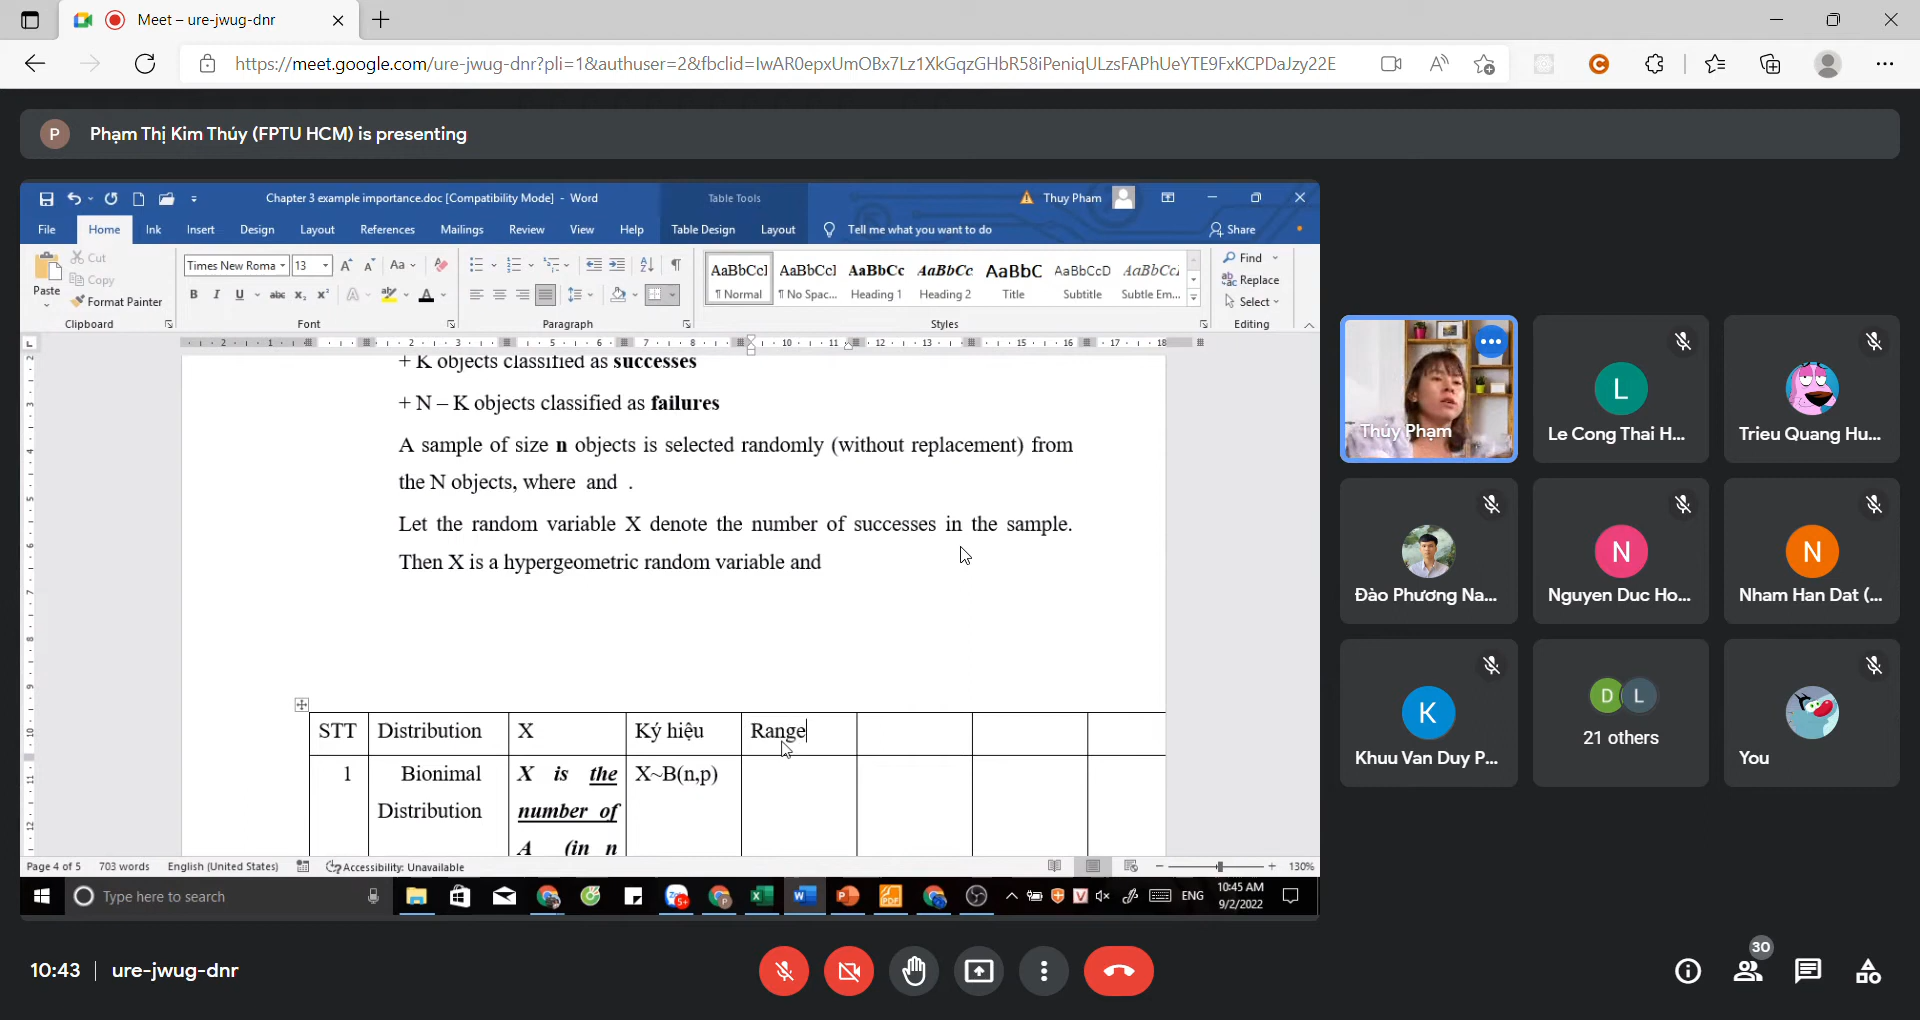 Meet – ure-jwug-dnr
https://meet.google.com/ure-jwug-dnr?pli=1&authuser=2&fbclid=IwAR0epxUmOBx7Lz1XkGqzGHbR58iPeniqULzsFAPhUeYTE9FxKCPDaJzy22E
P Phạm Thị Kim Thúy (FPTU HCM) is presenting
Chapter 3 example importance.doc [Compatibility Mode] - Word
Table Tools
Thuy Pham
File Home Ink Insert Design Layout References Mailings Review View Help Table Design Layout Tell me what you want to do Share
Paste
Cut
Copy
Format Painter
Clipboard
Times New Roma 13
Font
Paragraph
AaBbCcI AaBbCcI AaBbCc AaBbCc AaBbC AaBbCcD AaBbCcI
¶ Normal ¶ No Spac... Heading 1 Heading 2 Title Subtitle Subtle Em...
Styles
Find
Replace
Select
Editing
+ K objects classified as successes
+ N – K objects classified as failures
A sample of size n objects is selected randomly (without replacement) from
the N objects, where and .
Let the random variable X denote the number of successes in the sample.
Then X is a hypergeometric random variable and
STT Distribution X Ký hiệu Range
1 Bionimal X is the X~B(n,p)
Distribution number of
A (in n
Page 4 of 5 703 words English (United States) Accessibility: Unavailable 130%
Type here to search
ENG
10:45 AM
9/2/2022
Thúy Phạm
L
Le Cong Thai H...
Trieu Quang Hu...
Đào Phương Na...
N
Nguyen Duc Ho...
N
Nham Han Dat (...
K
Khuu Van Duy P...
D L
21 others
You
10:43 | ure-jwug-dnr
30